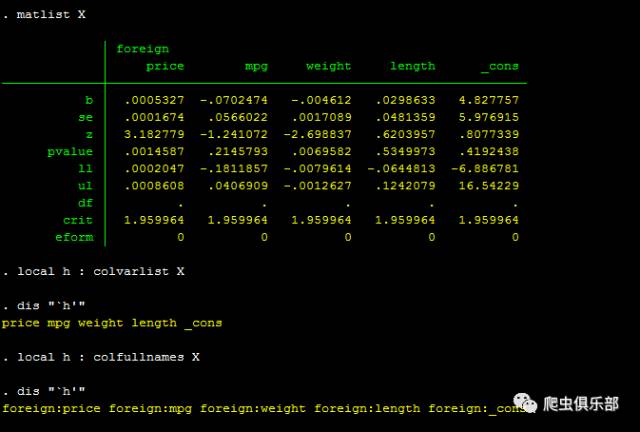 . matlist X
foreign
price mpg weight length _cons
b .0005327 -.0702474 -.004612 .0298633 4.827757
se .0001674 .0566022 .0017089 .0481359 5.976915
z 3.182779 -1.241072 -2.698837 .6203957 .8077339
pvalue .0014587 .2145793 .0069582 .5349973 .4192438
ll .0002047 -.1811857 -.0079614 -.0644813 -6.886781
ul .0008608 .0406909 -.0012627 .1242079 16.54229
df . . . . .
crit 1.959964 1.959964 1.959964 1.959964 1.959964
eform 0 0 0 0 0
. local h : colvarlist X
. dis "`h'"
price mpg weight length _cons
. local h : colfullnames X
. dis "`h'"
foreign:price foreign:mpg foreign:weight foreign:length foreign:_cons
爬虫俱乐部